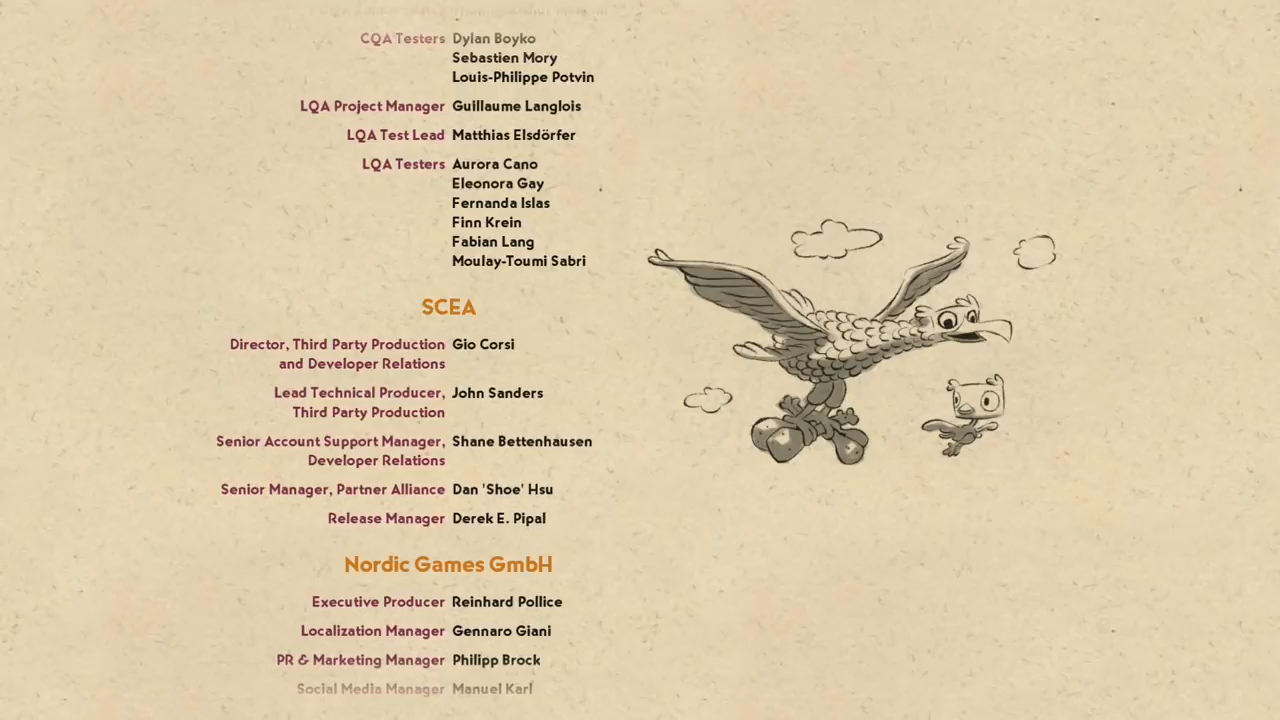 CQA Testers Dylan Boyko
Sebastien Mory
Louis-Philippe Potvin
LQA Project Manager Guillaume Langlois
LQA Test Lead Matthias Elsdörfer
LQA Testers Aurora Cano
Eleonora Gay
Fernanda Islas
Finn Krein
Fabian Lang
Moulay-Toumi Sabri
SCEA
Director, Third Party Production Gio Corsi
and Developer Relations
Lead Technical Producer, John Sanders
Third Party Production
Senior Account Support Manager, Shane Bettenhausen
Developer Relations
Senior Manager, Partner Alliance Dan 'Shoe' Hsu
Release Manager Derek E. Pipal
Nordic Games GmbH
Executive Producer Reinhard Pollice
Localization Manager Gennaro Giani
PR & Marketing Manager Philipp Brock
Social Media Manager Manuel Karl